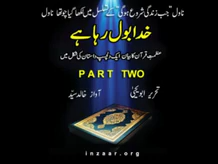 ناول "جب زندگی شروع ہوگی" کے تسلسل میں لکھا گیا چوتھا ناول
خدا بول رہا ہے
عظمتِ قرآن کا بیان ایک دلچسپ داستان کی شکل میں
PART TWO
تحریر ابویحییٰ
آواز خالد سید
inzaar.org